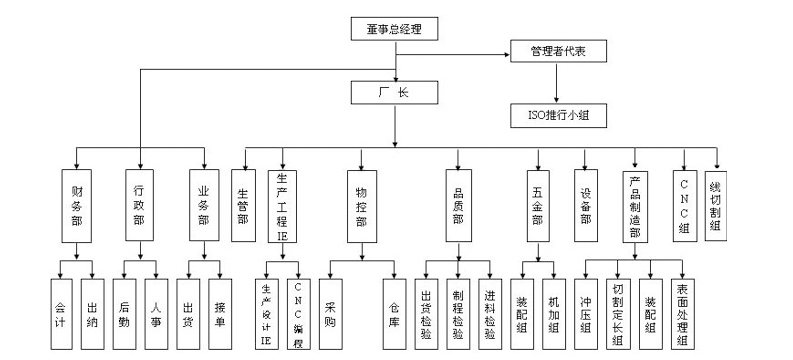 董事总经理
管理者代表
厂 长
ISO推行小组
财务部
行政部
业务部
生管部
生产工程IE
物控部
品质部
五金部
设备部
产品制造部
CNC组
线切割组
会计
出纳
后勤
人事
出货
接单
生产设计IE
CNC编程
采购
仓库
出货检验
制程检验
进料检验
装配组
机加组
冲压组
切割定长组
装配组
表面处理组